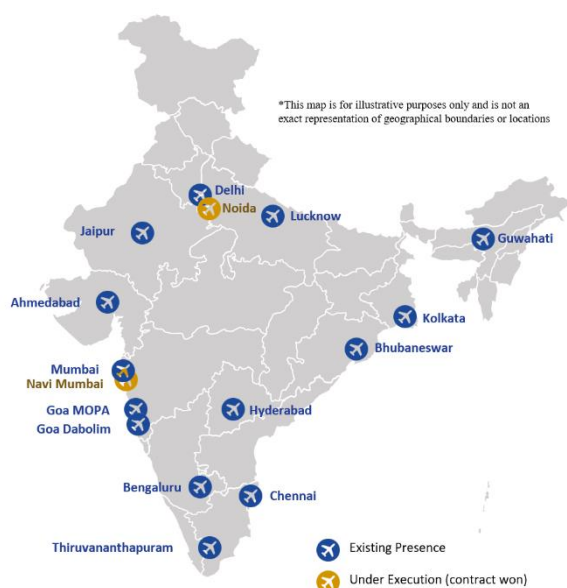 *This map is for illustrative purposes only and is not an
exact representation of geographical boundaries or locations
Delhi
Noida
Lucknow
Jaipur
Guwahati
Ahmedabad
Kolkata
Bhubaneswar
Mumbai
Navi Mumbai
Goa MOPA
Hyderabad
Goa Dabolim
Bengaluru
Chennai
Thiruvananthapuram
Existing Presence
Under Execution (contract won)